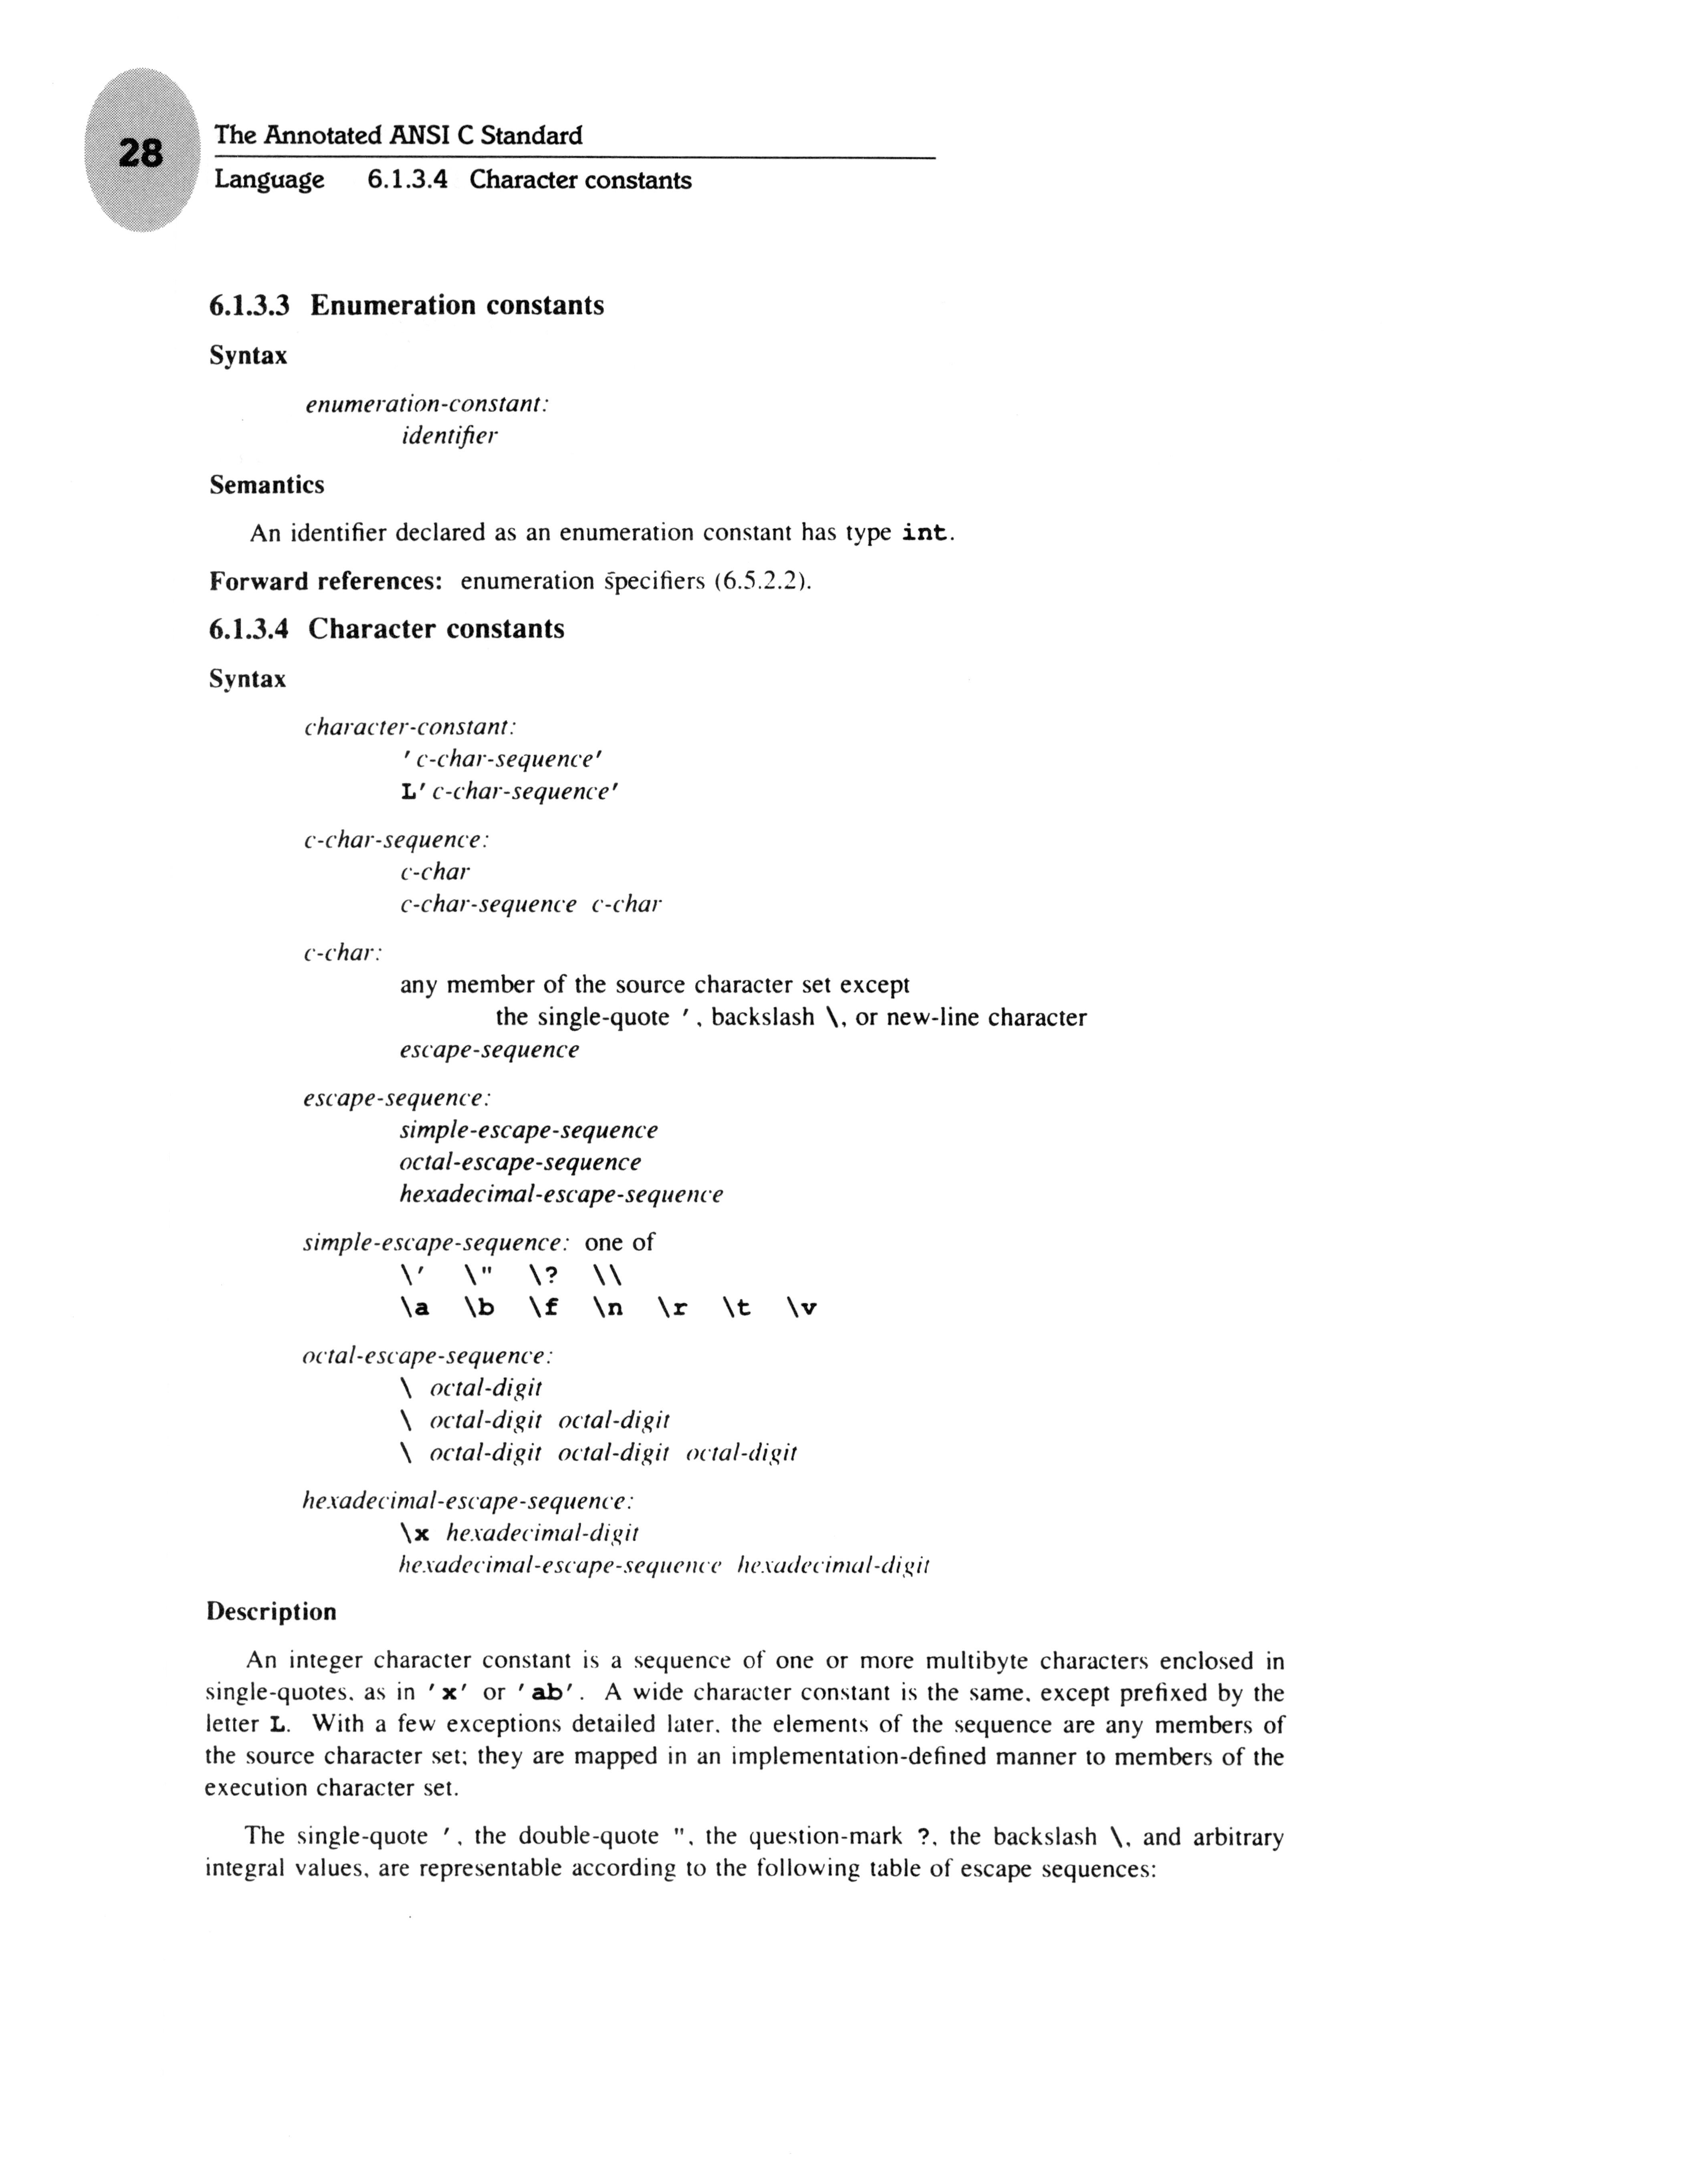 28
The Annotated ANSI C Standard
Language 6.1.3.4 Character constants
6.1.3.3 Enumeration constants
Syntax
enumeration-constant:
identifier
Semantics
An identifier declared as an enumeration constant has type int.
Forward references: enumeration specifiers (6.5.2.2).
6.1.3.4 Character constants
Syntax
character-constant:
' c-char-sequence'
L' c-char-sequence'
c-char-sequence:
c-char
c-char-sequence c-char
c-char:
any member of the source character set except
the single-quote ', backslash \, or new-line character
escape-sequence
escape-sequence:
simple-escape-sequence
octal-escape-sequence
hexadecimal-escape-sequence
simple-escape-sequence: one of
\' \" \? \\
\a \b \f \n \r \t \v
octal-escape-sequence:
\ octal-digit
\ octal-digit octal-digit
\ octal-digit octal-digit octal-digit
hexadecimal-escape-sequence:
\x hexadecimal-digit
hexadecimal-escape-sequence hexadecimal-digit
Description
An integer character constant is a sequence of one or more multibyte characters enclosed in
single-quotes, as in 'x' or 'ab'. A wide character constant is the same, except prefixed by the
letter L. With a few exceptions detailed later, the elements of the sequence are any members of
the source character set; they are mapped in an implementation-defined manner to members of the
execution character set.
The single-quote ', the double-quote ", the question-mark ?, the backslash \, and arbitrary
integral values, are representable according to the following table of escape sequences: